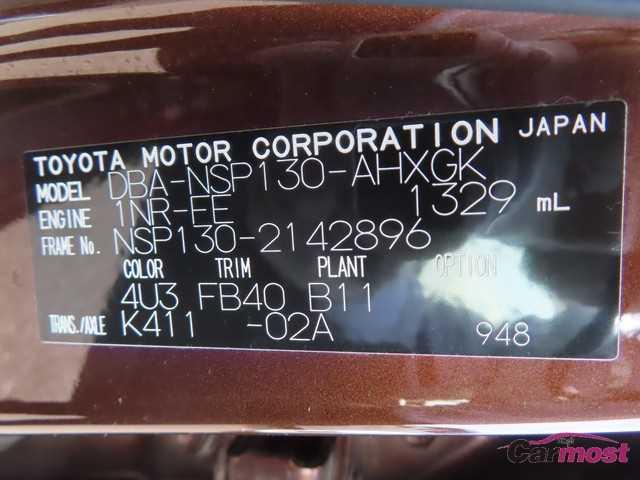 TOYOTA MOTOR CORPORATION JAPAN
MODEL DBA-NSP130-AHXGK
ENGINE 1NR-FE 1329 mL
FRAME No. NSP130-2142896
COLOR TRIM PLANT OPTION
4U3 FB40 B11
TRANS./AXLE K411 -02A 948
Carmost